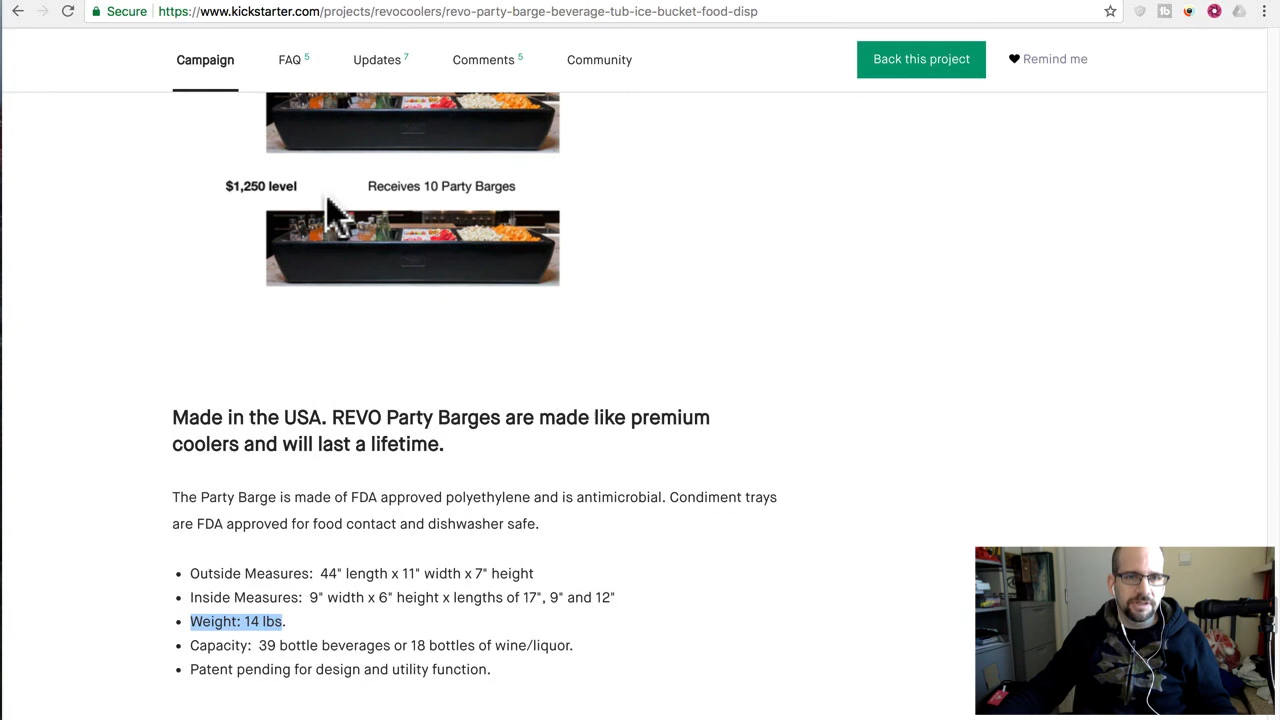 Secure https://www.kickstarter.com/projects/revocoolers/revo-party-barge-beverage-tub-ice-bucket-food-disp
Campaign FAQ 5 Updates 7 Comments 5 Community Back this project Remind me
$1,250 level Receives 10 Party Barges
Made in the USA. REVO Party Barges are made like premium
coolers and will last a lifetime.
The Party Barge is made of FDA approved polyethylene and is antimicrobial. Condiment trays
are FDA approved for food contact and dishwasher safe.
• Outside Measures: 44" length x 11" width x 7" height
• Inside Measures: 9" width x 6" height x lengths of 17", 9" and 12"
• Weight: 14 lbs.
• Capacity: 39 bottle beverages or 18 bottles of wine/liquor.
• Patent pending for design and utility function.